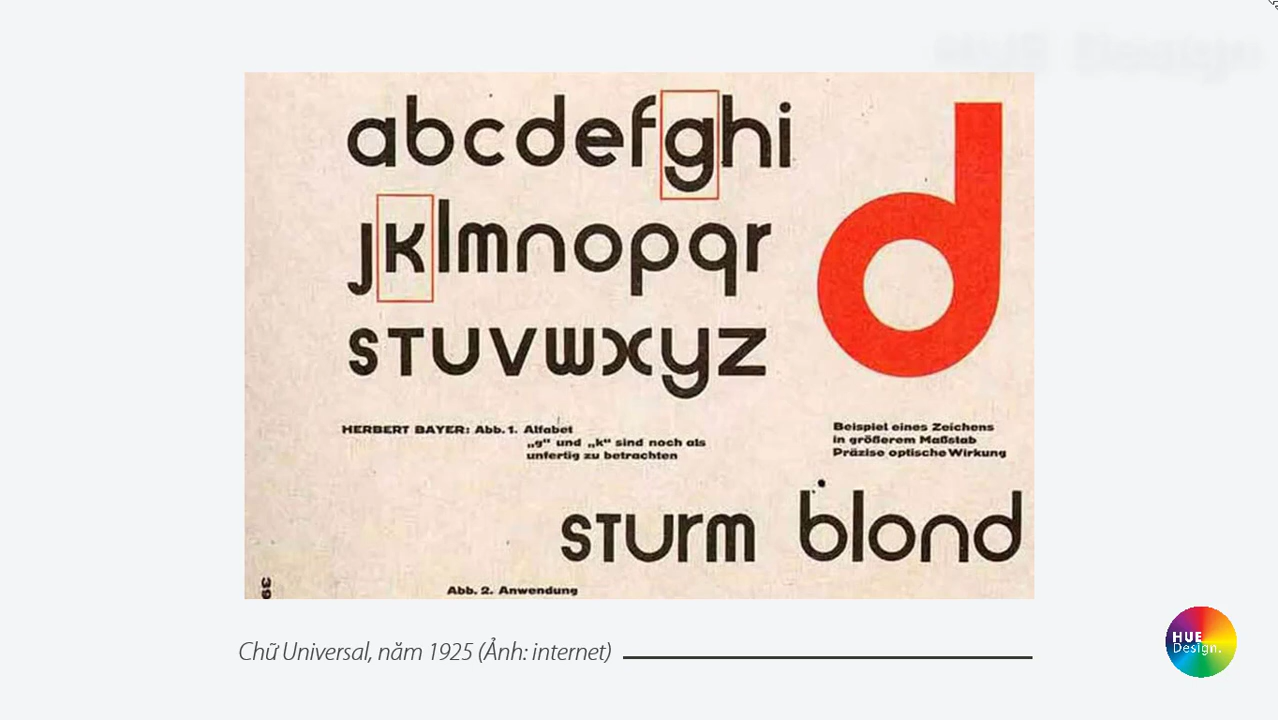 abcdefghi
jklmnopqr
sTUVWXyZ
HERBERT BAYER: Abb. 1. Alfabet
„g“ und „k“ sind noch als
unfertig zu betrachten
d
Beispiel eines Zeichens
in größerem Maßstab
Präzise optische Wirkung
sturm blond
Abb. 2. Anwendung
39
Chữ Universal, năm 1925 (Ảnh: internet)
HUE
Design.